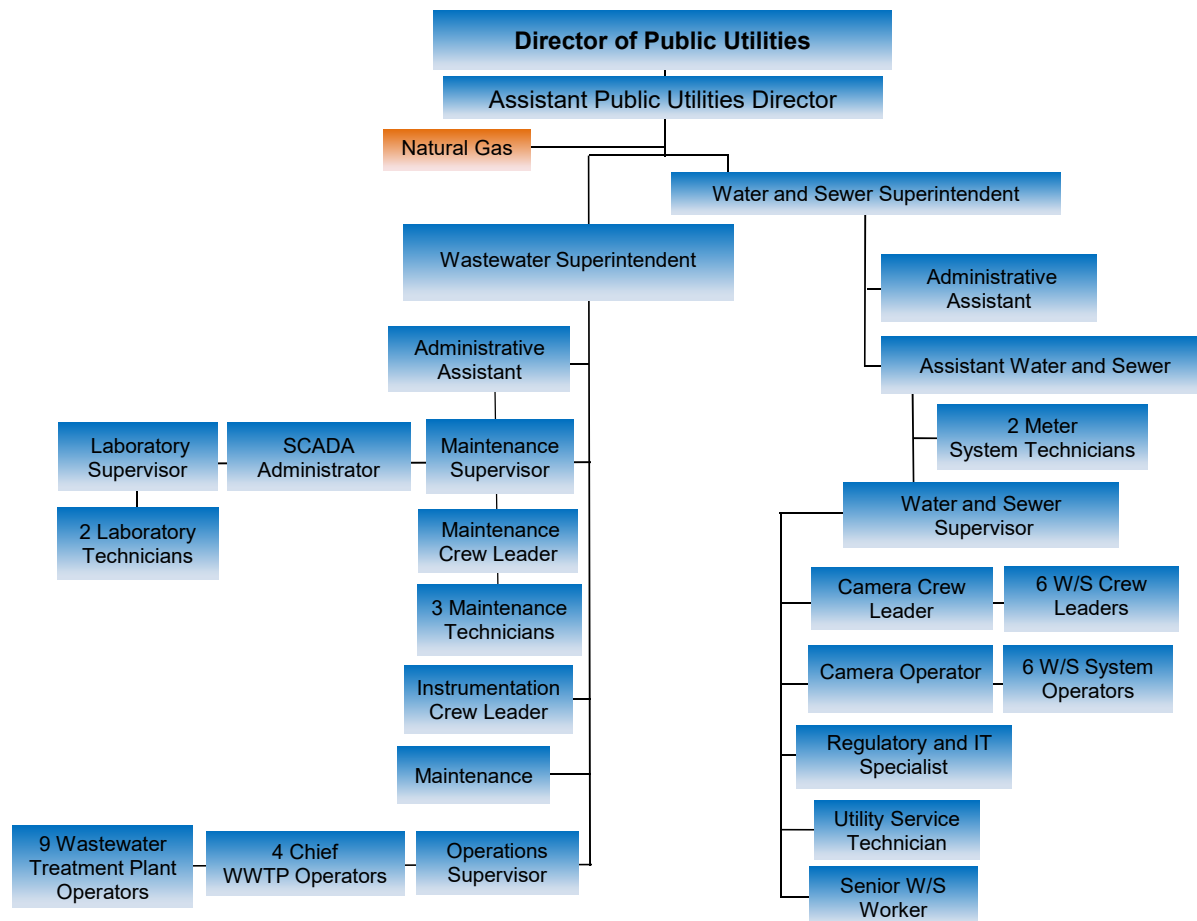 Director of Public Utilities
Assistant Public Utilities Director
Natural Gas
Water and Sewer Superintendent
Wastewater Superintendent
Administrative
Assistant
Assistant Water and Sewer
2 Meter
System Technicians
Water and Sewer
Supervisor
Camera Crew
Leader
6 W/S Crew
Leaders
Camera Operator
6 W/S System
Operators
Regulatory and IT
Specialist
Utility Service
Technician
Senior W/S
Worker
Administrative
Assistant
Laboratory
Supervisor
SCADA
Administrator
Maintenance
Supervisor
2 Laboratory
Technicians
Maintenance
Crew Leader
3 Maintenance
Technicians
Instrumentation
Crew Leader
Maintenance
9 Wastewater
Treatment Plant
Operators
4 Chief
WWTP Operators
Operations
Supervisor